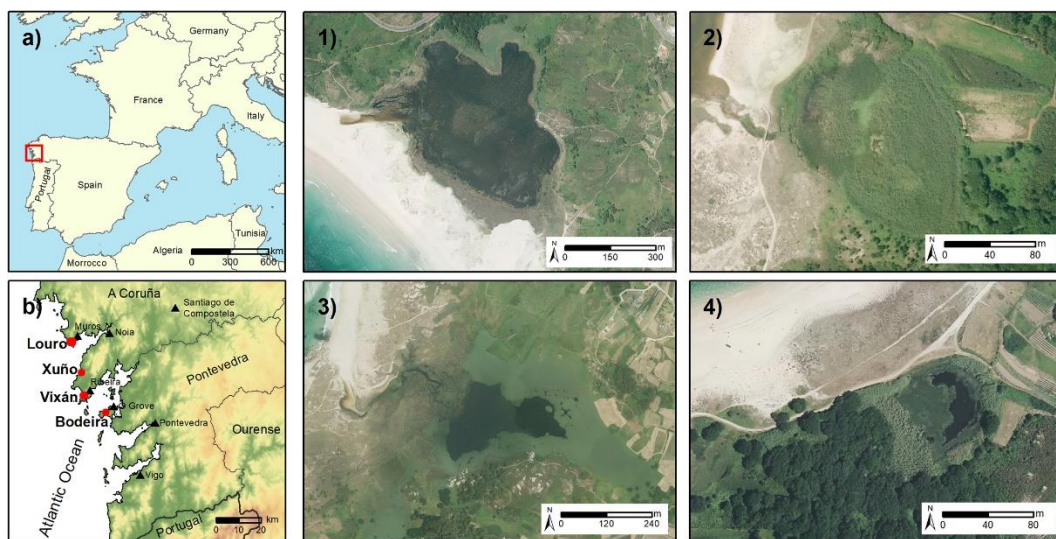 a)
Germany
France
Italy
Portugal
Spain
Algeria
Tunisia
Morrocco
0 300 600 km
1)
N
0 150 300 m
2)
N
0 40 80 m
b)
A Coruña
Santiago de
Compostela
Muros
Noia
Louro
Xuño
Ribeira
Vixán
Grove
Bodeira
Pontevedra
Pontevedra
Ourense
Vigo
Atlantic Ocean
Portugal
0 10 20 km
3)
N
0 120 240 m
4)
N
0 40 80 m